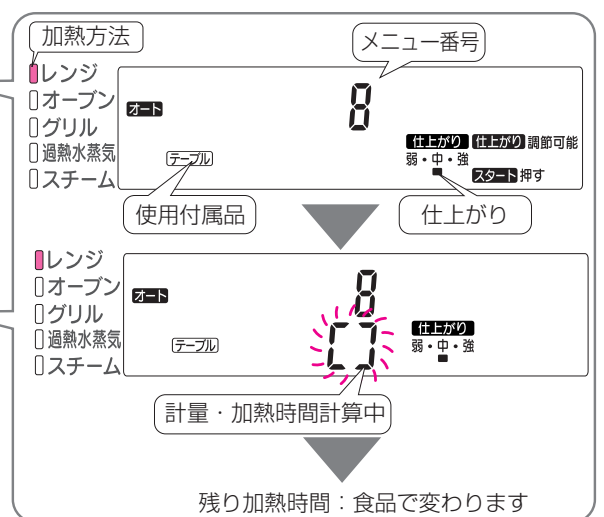 加熱方法
メニュー番号
レンジ
オーブン
グリル
過熱水蒸気
スチーム
オート
8
仕上がり 仕上がり 調節可能
弱・中・強
テーブル
スタート 押す
使用付属品
仕上がり
レンジ
オーブン
グリル
過熱水蒸気
スチーム
オート
8
仕上がり
弱・中・強
テーブル
計量・加熱時間計算中
残り加熱時間：食品で変わります